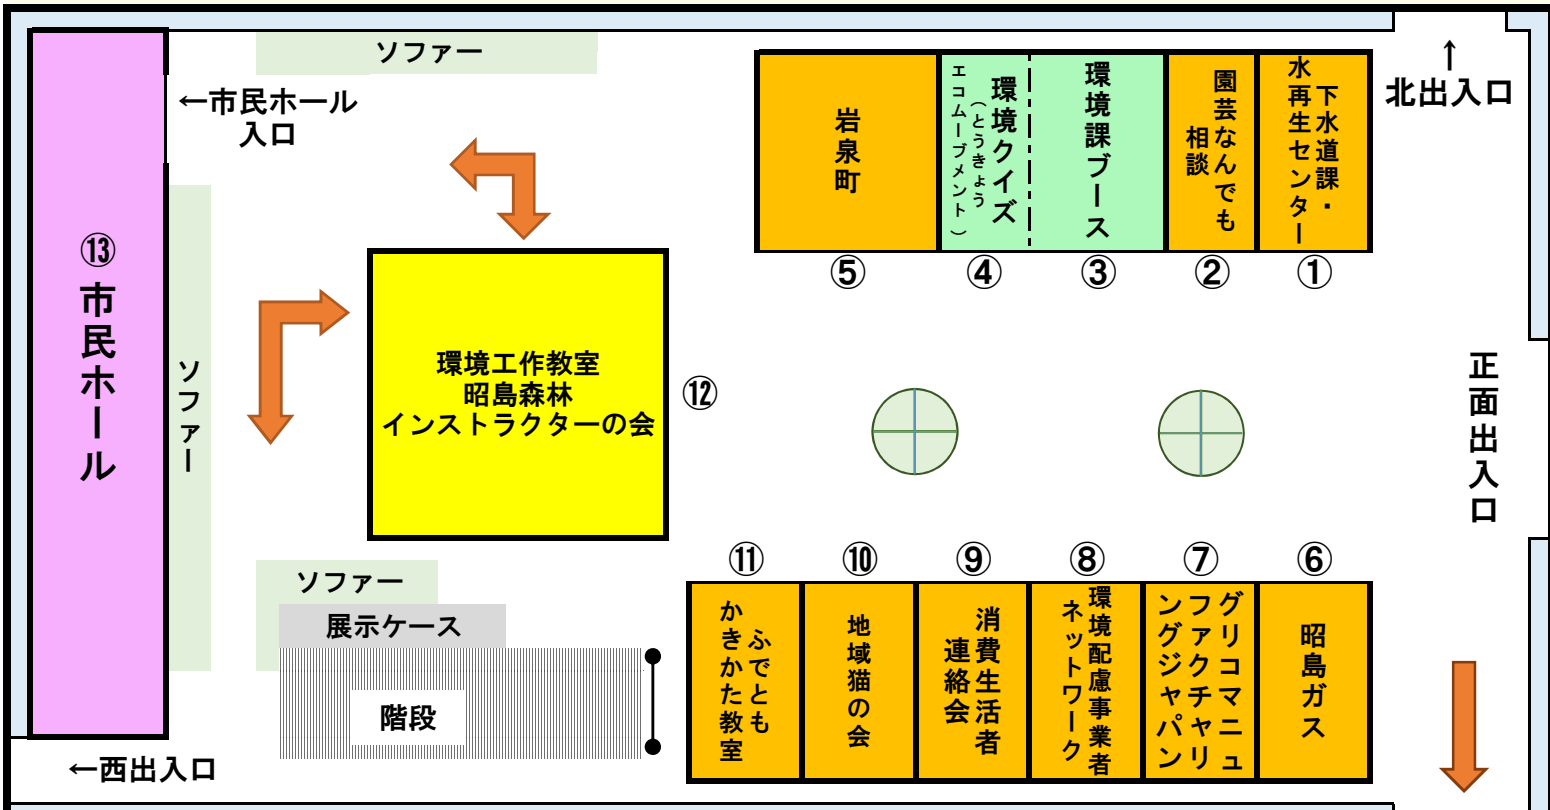 ソファー
←市民ホール
入口
⑬
市民ホール
ソファー
環境工作教室
昭島森林
インストラクターの会
⑫
ソファー
展示ケース
階段
←西出入口
岩泉町
⑤
環境クイズ
（とうきょう
エコムーブメント）
④
環境課ブース
③
園芸なんでも
相談
②
下水道課・
水再生センター
①
↑
北出入口
正面出入口
⑪
ふでとも
かきかた教室
⑩
地域猫の会
⑨
消費生活者
連絡会
⑧
環境配慮事業者
ネットワーク
⑦
グリコマニュ
ファクチャリ
ングジャパン
⑥
昭島ガス